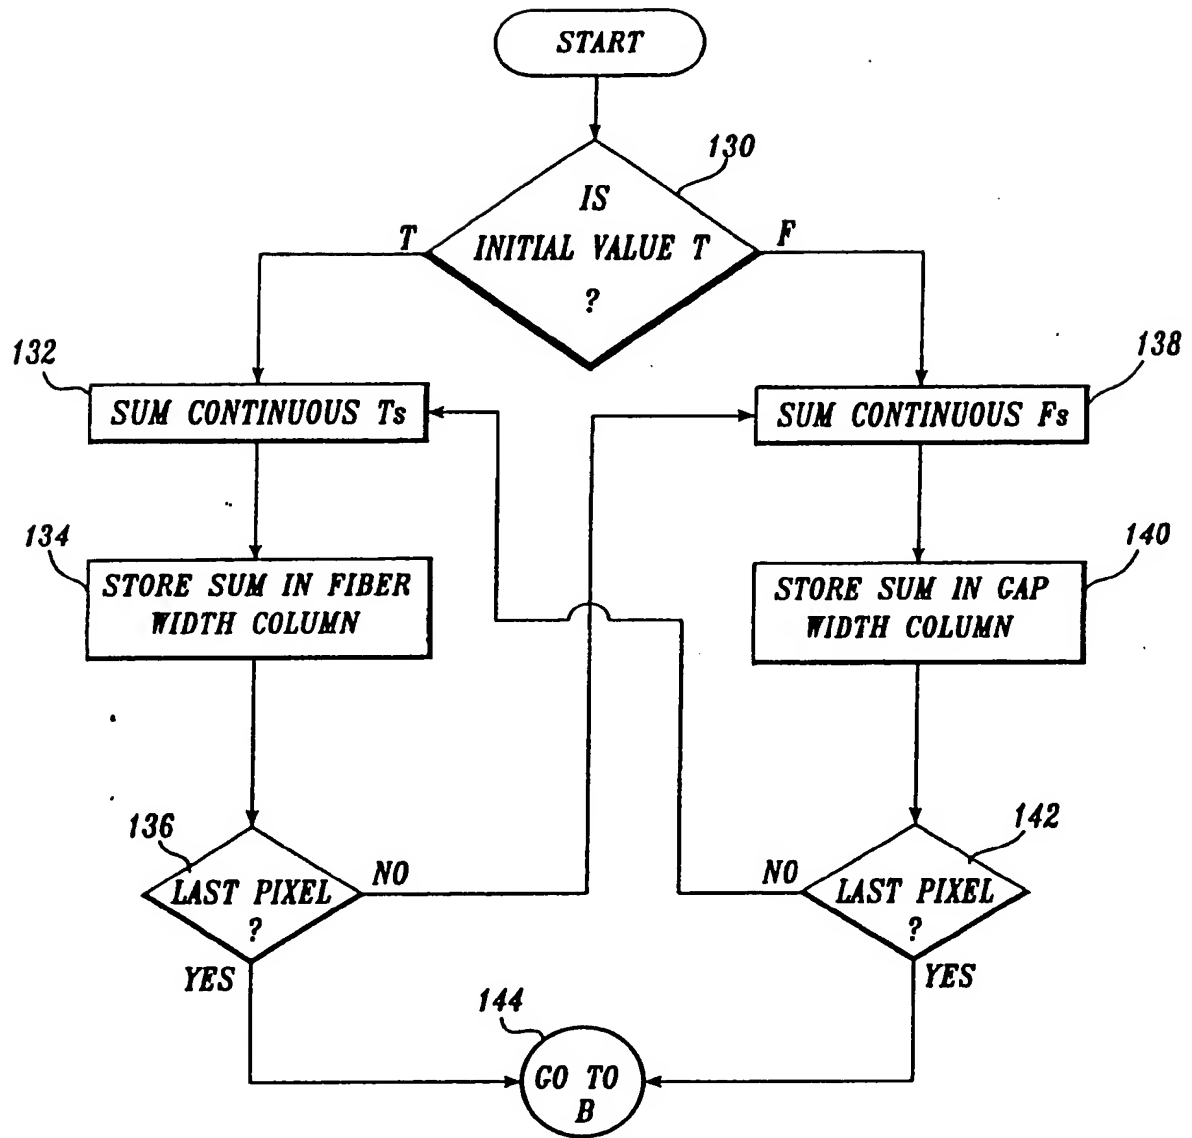 START
130
IS
INITIAL VALUE T
?
T
F
132
SUM CONTINUOUS Ts
138
SUM CONTINUOUS Fs
134
STORE SUM IN FIBER
WIDTH COLUMN
140
STORE SUM IN GAP
WIDTH COLUMN
136
LAST PIXEL
?
NO
YES
142
LAST PIXEL
?
NO
YES
144
GO TO
B